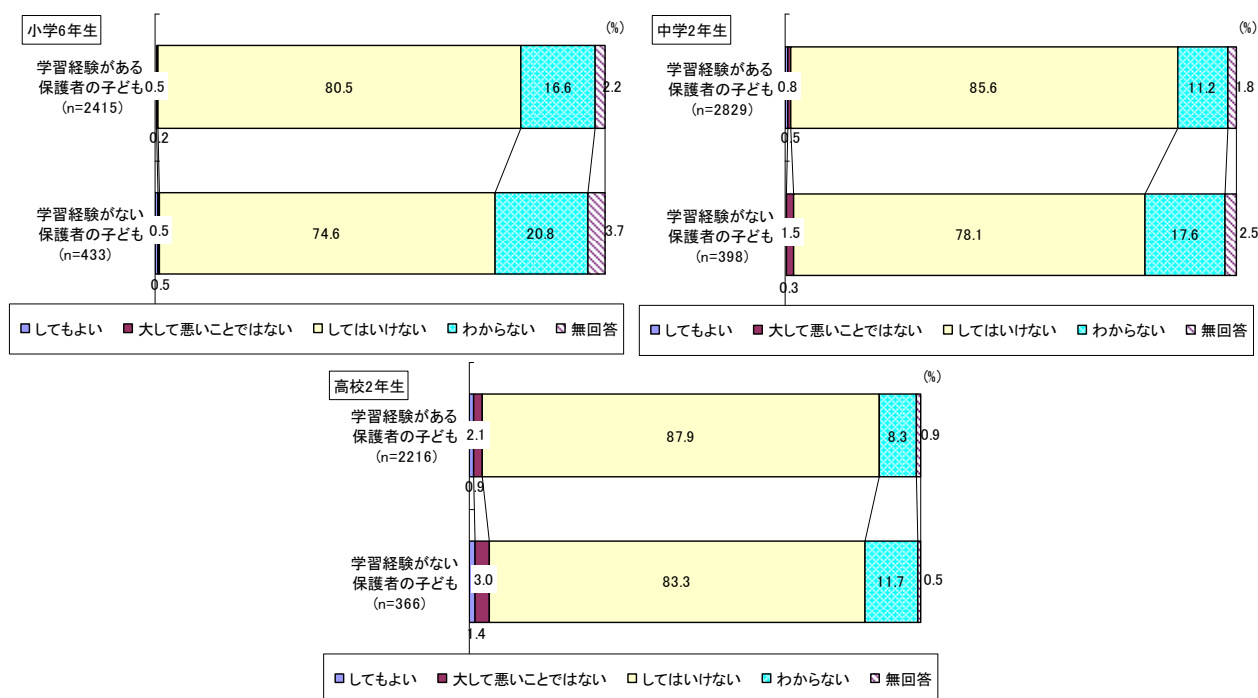 小学6年生
(%)
学習経験がある
保護者の子ども
(n=2415)
0.5
80.5
16.6
2.2
0.2
学習経験がない
保護者の子ども
(n=433)
0.5
74.6
20.8
3.7
0.5
してもよい 大して悪いことではない してはいけない わからない 無回答
中学2年生
(%)
学習経験がある
保護者の子ども
(n=2829)
0.8
85.6
11.2
1.8
0.5
学習経験がない
保護者の子ども
(n=398)
1.5
78.1
17.6
2.5
0.3
してもよい 大して悪いことではない してはいけない わからない 無回答
高校2年生
(%)
学習経験がある
保護者の子ども
(n=2216)
2.1
87.9
8.3
0.9
0.9
学習経験がない
保護者の子ども
(n=366)
3.0
83.3
11.7
0.5
1.4
してもよい 大して悪いことではない してはいけない わからない 無回答